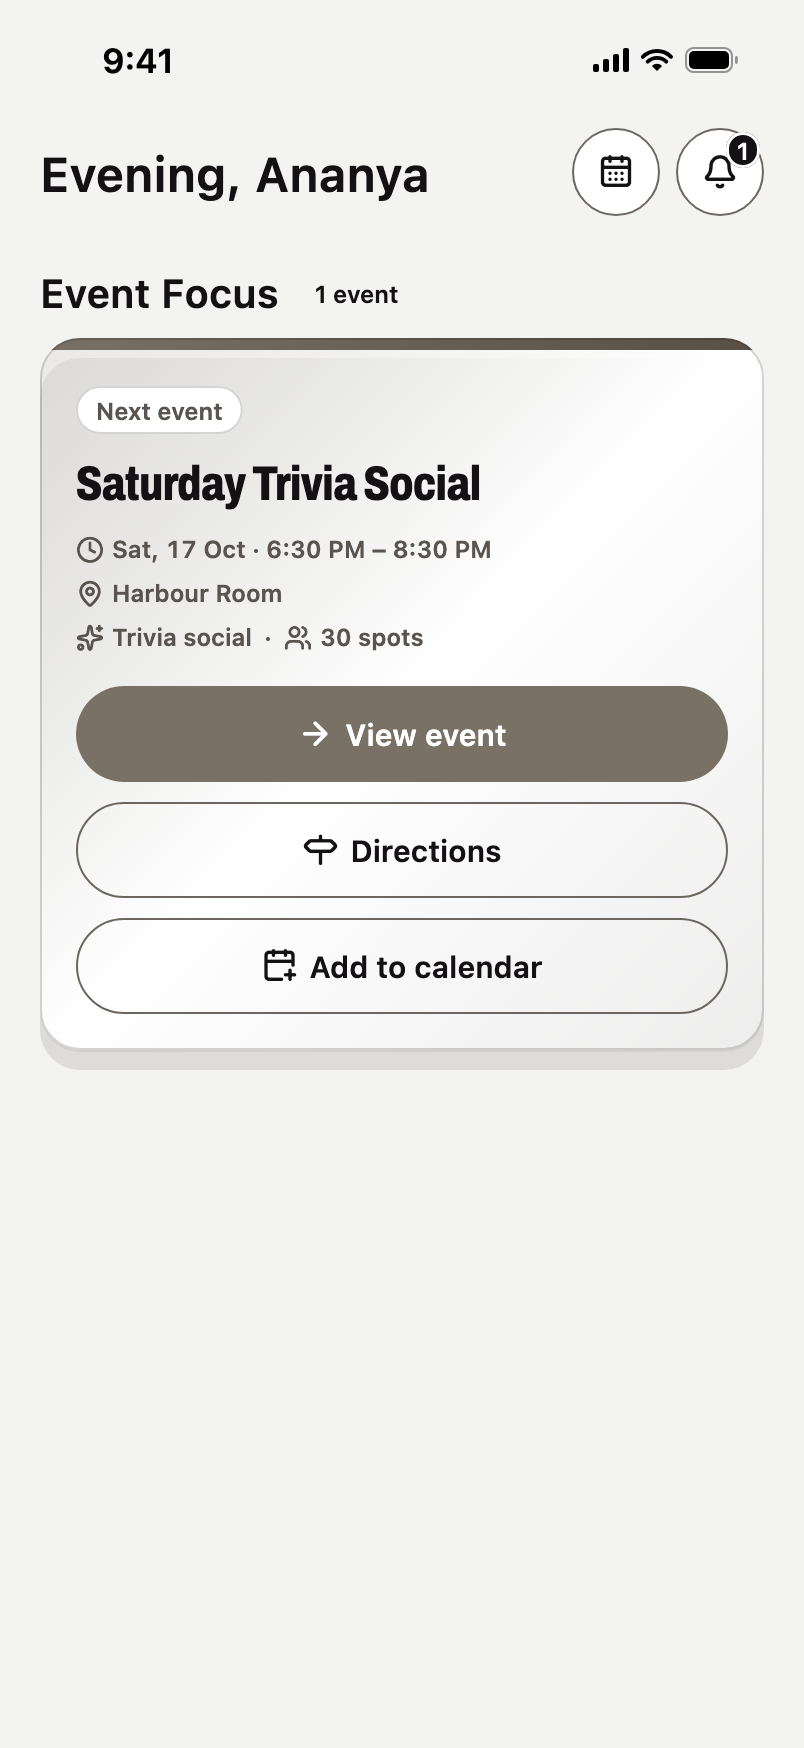 9:41
Evening, Ananya
1
Event Focus 1 event
Next event
Saturday Trivia Social
Sat, 17 Oct · 6:30 PM – 8:30 PM
Harbour Room
Trivia social · 30 spots
View event
Directions
Add to calendar